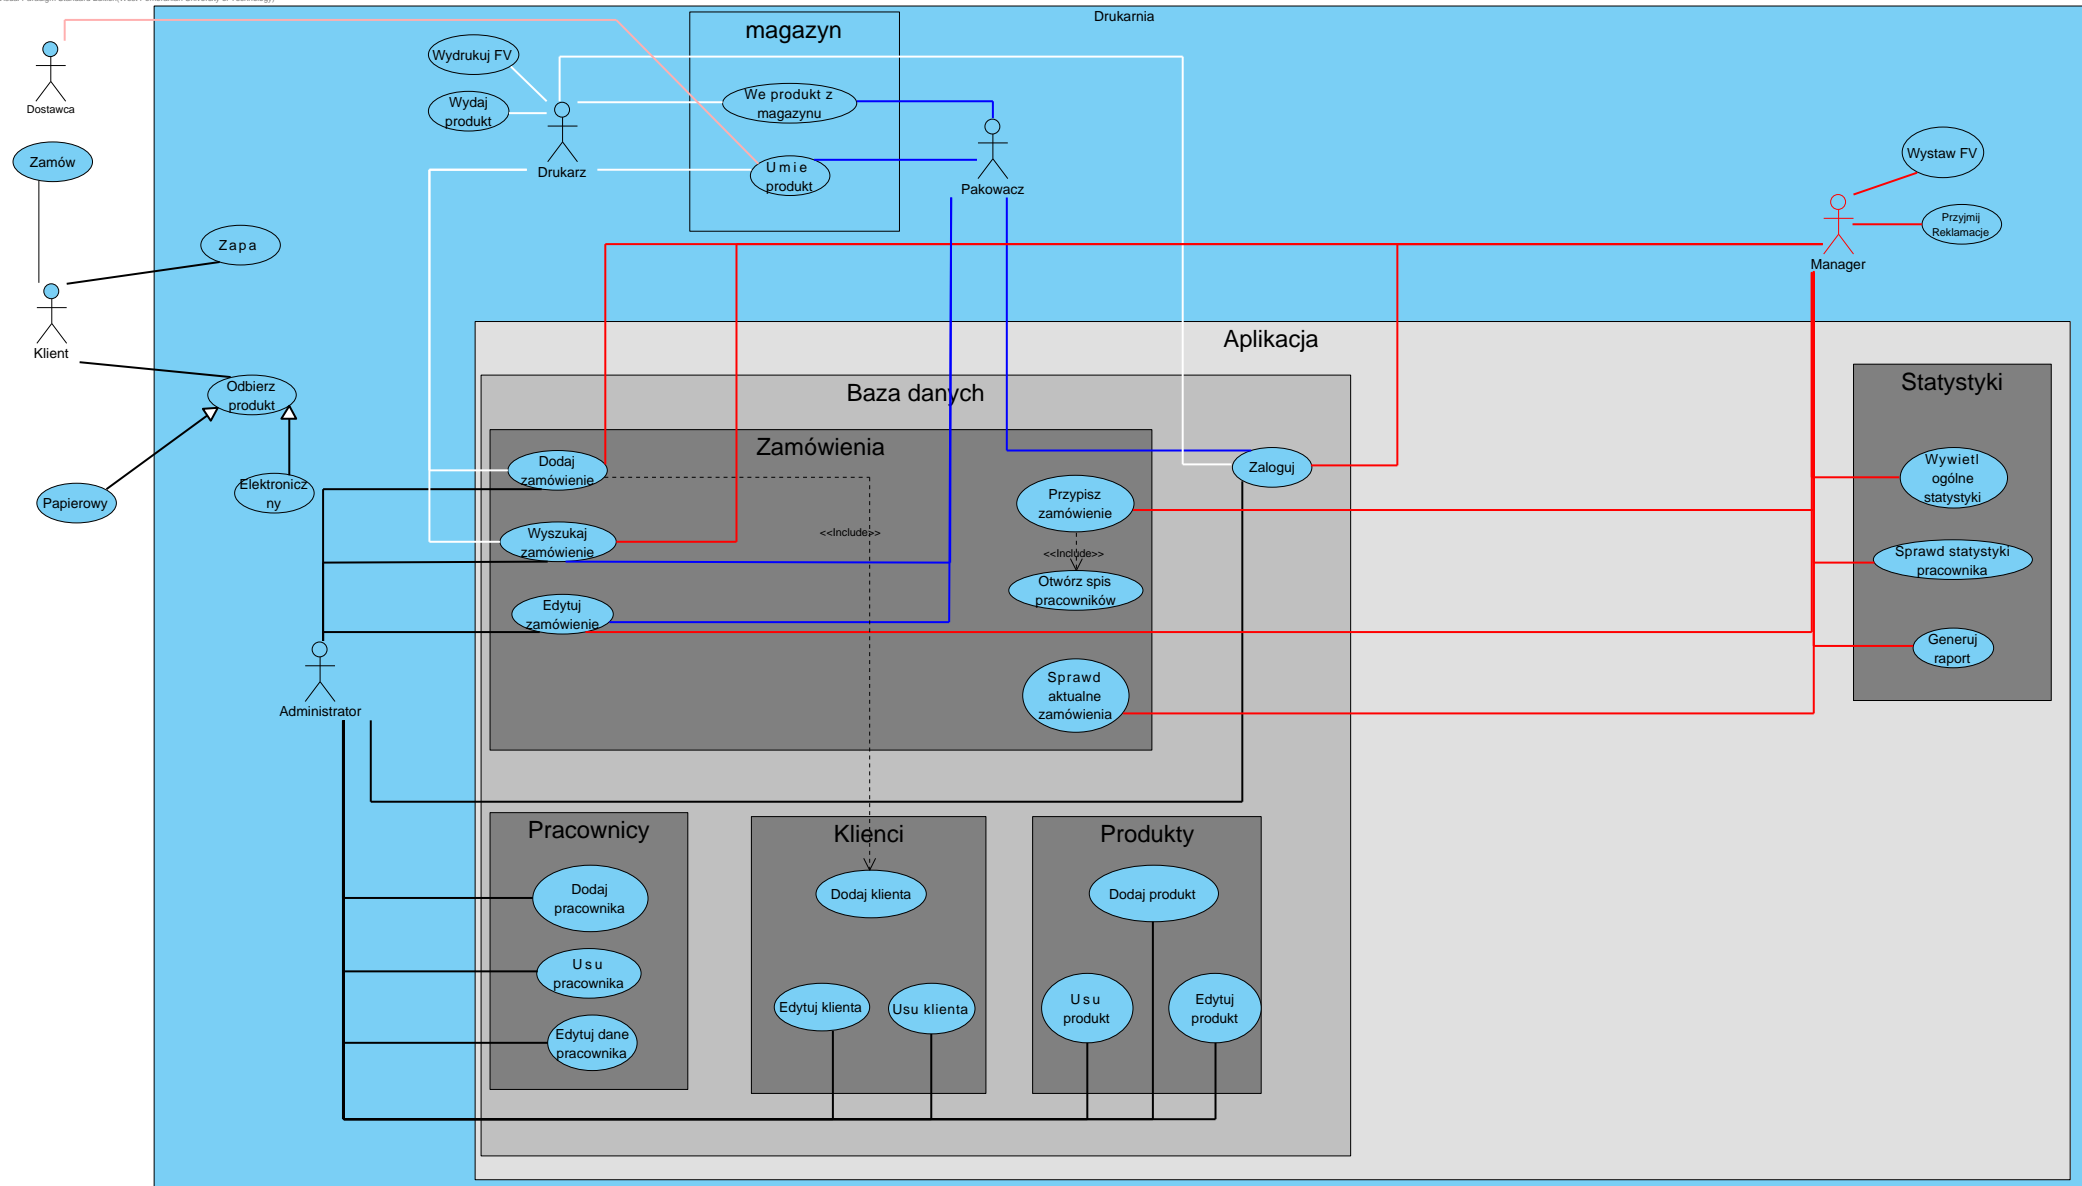 Drukarnia
magazyn
Wydrukuj FV
Dostawca
We produkt z
magazynu
Wydaj
produkt
Zamów
Drukarz
Umie
produkt
Pakowacz
Wystaw FV
Przyjmij
Reklamacje
Manager
Zapa
Klient
Aplikacja
Odbierz
produkt
Baza danych
Statystyki
Zamówienia
Dodaj
zamówienie
Zaloguj
Wywietl
ogólne
statystyki
Papierowy
Elektronicz
ny
Przypisz
zamówienie
Wyszukaj
zamówienie
<<Include>>
<<Include>>
Sprawd statystyki
pracownika
Otwórz spis
pracowników
Edytuj
zamówienie
Generuj
raport
Sprawd
aktualne
zamówienia
Administrator
Pracownicy
Klienci
Produkty
Dodaj
pracownika
Dodaj klienta
Dodaj produkt
Usu
pracownika
Edytuj klienta
Usu klienta
Usu
produkt
Edytuj
produkt
Edytuj dane
pracownika